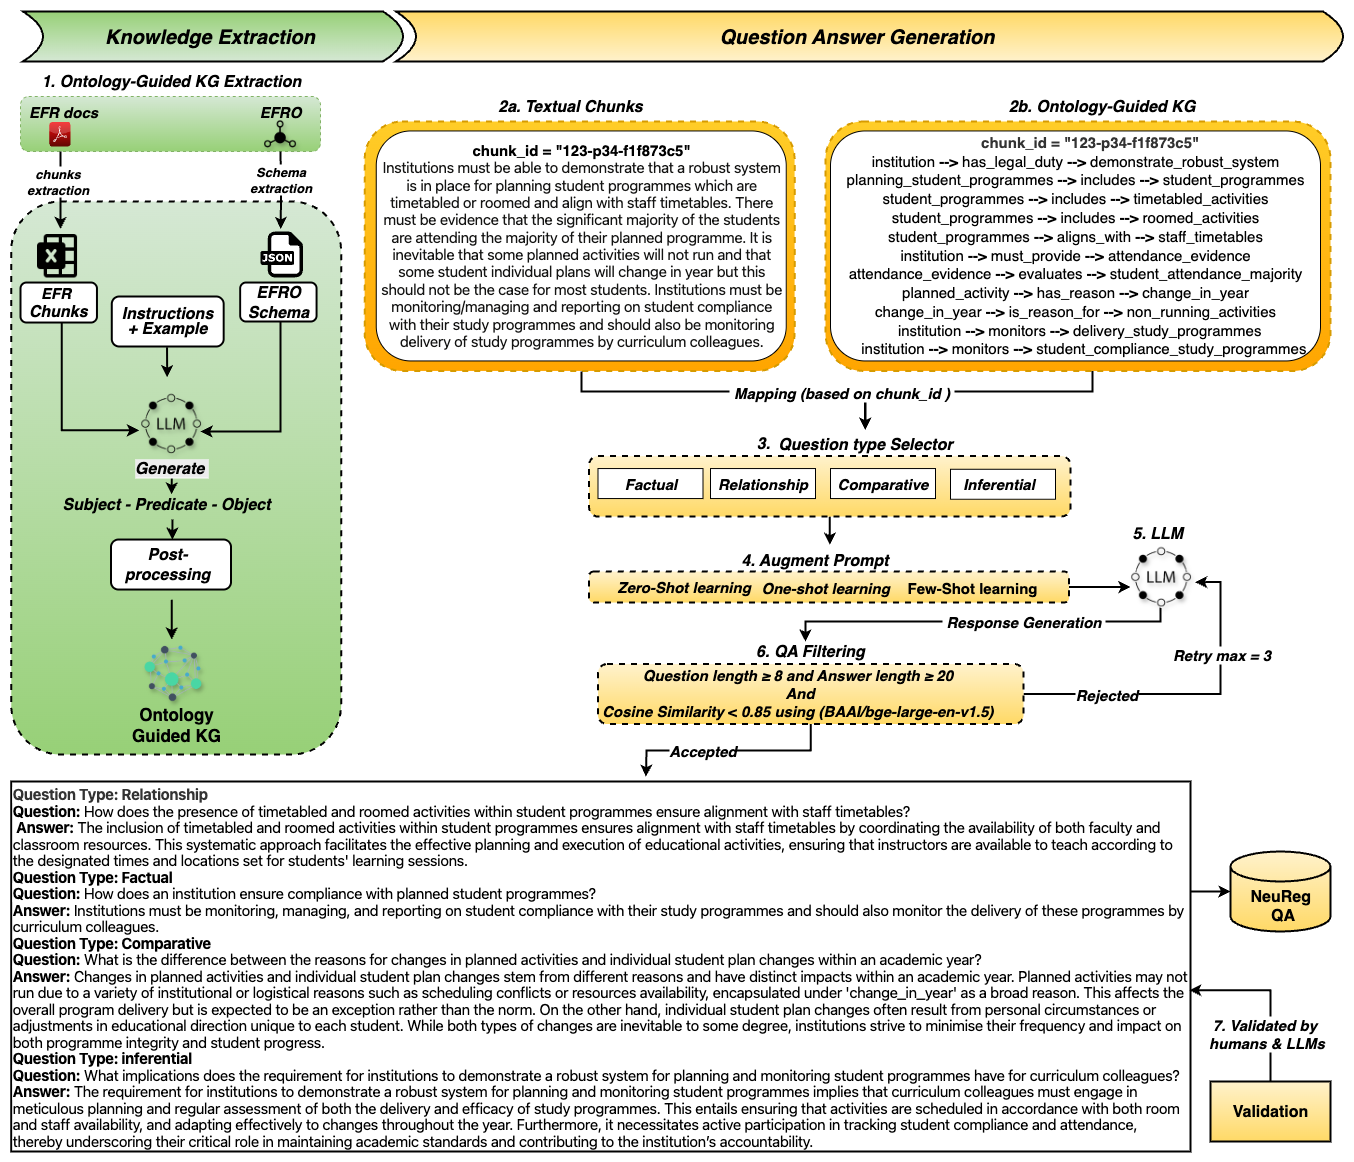 Knowledge Extraction
Question Answer Generation
1. Ontology-Guided KG Extraction
EFR docs
EFRO
chunks
extraction
Schema
extraction
JSON
EFR
Chunks
Instructions
+ Example
EFRO
Schema
LLM
Generate
Subject - Predicate - Object
Post-
processing
Ontology
Guided KG
2a. Textual Chunks
chunk_id = "123-p34-f1f873c5"
Institutions must be able to demonstrate that a robust system
is in place for planning student programmes which are
timetabled or roomed and align with staff timetables. There
must be evidence that the significant majority of the students
are attending the majority of their planned programme. It is
inevitable that some planned activities will not run and that
some student individual plans will change in year but this
should not be the case for most students. Institutions must be
monitoring/managing and reporting on student compliance
with their study programmes and should also be monitoring
delivery of study programmes by curriculum colleagues.
2b. Ontology-Guided KG
chunk_id = "123-p34-f1f873c5"
institution --> has_legal_duty --> demonstrate_robust_system
planning_student_programmes --> includes --> student_programmes
student_programmes --> includes --> timetabled_activities
student_programmes --> includes --> roomed_activities
student_programmes --> aligns_with --> staff_timetables
institution --> must_provide --> attendance_evidence
attendance_evidence --> evaluates --> student_attendance_majority
planned_activity --> has_reason --> change_in_year
change_in_year --> is_reason_for --> non_running_activities
institution --> monitors --> delivery_study_programmes
institution --> monitors --> student_compliance_study_programmes
Mapping (based on chunk_id )
3. Question type Selector
Factual
Relationship
Comparative
Inferential
4. Augment Prompt
Zero-Shot learning One-shot learning Few-Shot learning
5. LLM
LLM
Response Generation
6. QA Filtering
Question length ≥ 8 and Answer length ≥ 20
And
Cosine Similarity < 0.85 using (BAAI/bge-large-en-v1.5)
Retry max = 3
Rejected
Accepted
Question Type: Relationship
Question: How does the presence of timetabled and roomed activities within student programmes ensure alignment with staff timetables?
Answer: The inclusion of timetabled and roomed activities within student programmes ensures alignment with staff timetables by coordinating the availability of both faculty and
classroom resources. This systematic approach facilitates the effective planning and execution of educational activities, ensuring that instructors are available to teach according to
the designated times and locations set for students' learning sessions.
Question Type: Factual
Question: How does an institution ensure compliance with planned student programmes?
Answer: Institutions must be monitoring, managing, and reporting on student compliance with their study programmes and should also monitor the delivery of these programmes by
curriculum colleagues.
Question Type: Comparative
Question: What is the difference between the reasons for changes in planned activities and individual student plan changes within an academic year?
Answer: Changes in planned activities and individual student plan changes stem from different reasons and have distinct impacts within an academic year. Planned activities may not
run due to a variety of institutional or logistical reasons such as scheduling conflicts or resources availability, encapsulated under 'change_in_year' as a broad reason. This affects the
overall program delivery but is expected to be an exception rather than the norm. On the other hand, individual student plan changes often result from personal circumstances or
adjustments in educational direction unique to each student. While both types of changes are inevitable to some degree, institutions strive to minimise their frequency and impact on
both programme integrity and student progress.
Question Type: inferential
Question: What implications does the requirement for institutions to demonstrate a robust system for planning and monitoring student programmes have for curriculum colleagues?
Answer: The requirement for institutions to demonstrate a robust system for planning and monitoring student programmes implies that curriculum colleagues must engage in
meticulous planning and regular assessment of both the delivery and efficacy of study programmes. This entails ensuring that activities are scheduled in accordance with both room
and staff availability, and adapting effectively to changes throughout the year. Furthermore, it necessitates active participation in tracking student compliance and attendance,
thereby underscoring their critical role in maintaining academic standards and contributing to the institution's accountability.
NeuReg
QA
7. Validated by
humans & LLMs
Validation